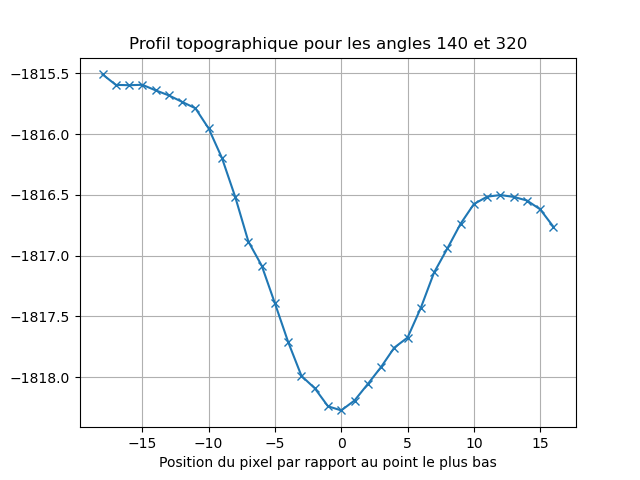 Profil topographique pour les angles 140 et 320
−1815.5
−1816.0
−1816.5
−1817.0
−1817.5
−1818.0
−15 −10 −5 0 5 10 15
Position du pixel par rapport au point le plus bas